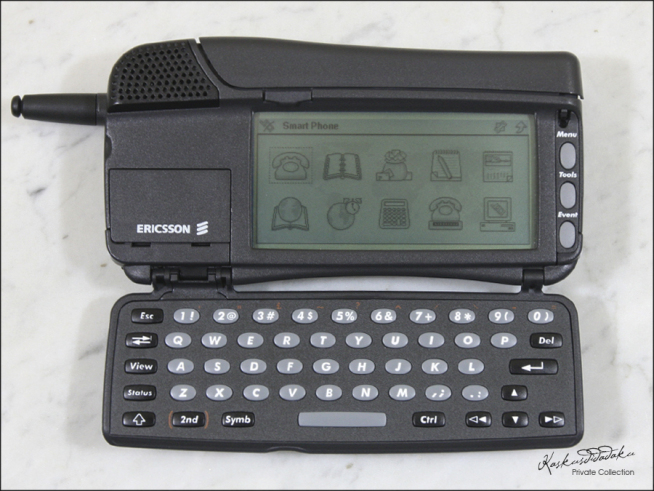 Smart Phone
Menu
Tools
Event
ERICSSON
Esc 1! 2@ 3# 4$ 5% 6& 7+ 8* 9( 0)
Q W E R T Y U I O P Del
View A S D F G H J K L
Status Z X C V B N M ,; .:
2nd Symb Ctrl
Kaskusdidadaku
Private Collection